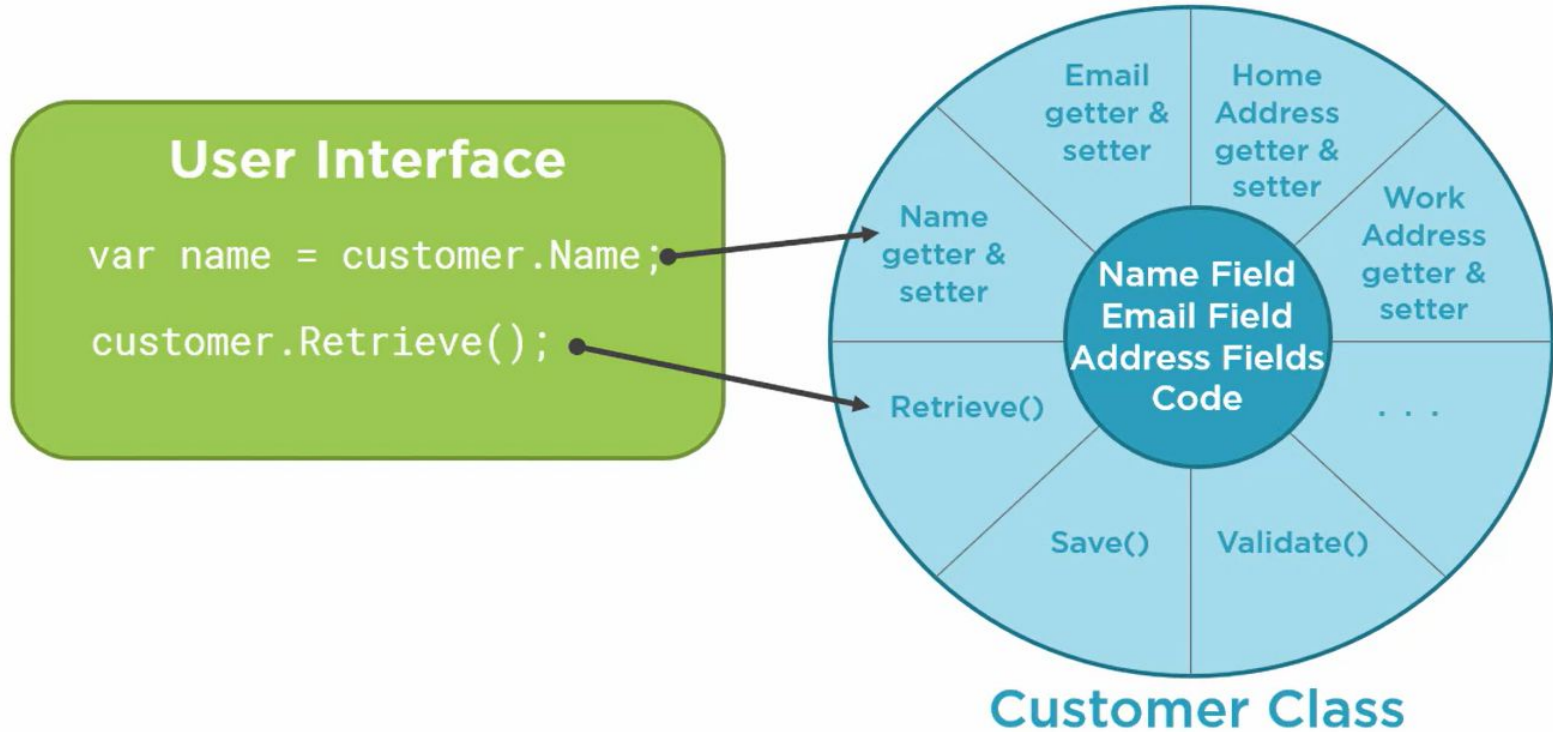 User Interface
var name = customer.Name;
customer.Retrieve();
Email
getter &
setter
Home
Address
getter &
setter
Name
getter &
setter
Work
Address
getter &
setter
Name Field
Email Field
Address Fields
Code
Retrieve()
. . .
Save()
Validate()
Customer Class